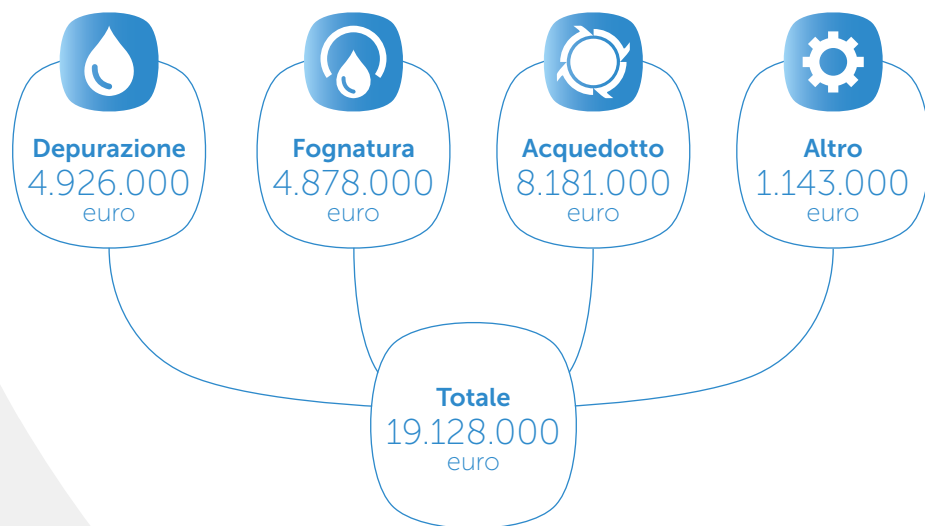 Depurazione
4.926.000
euro
Fognatura
4.878.000
euro
Acquedotto
8.181.000
euro
Altro
1.143.000
euro
Totale
19.128.000
euro